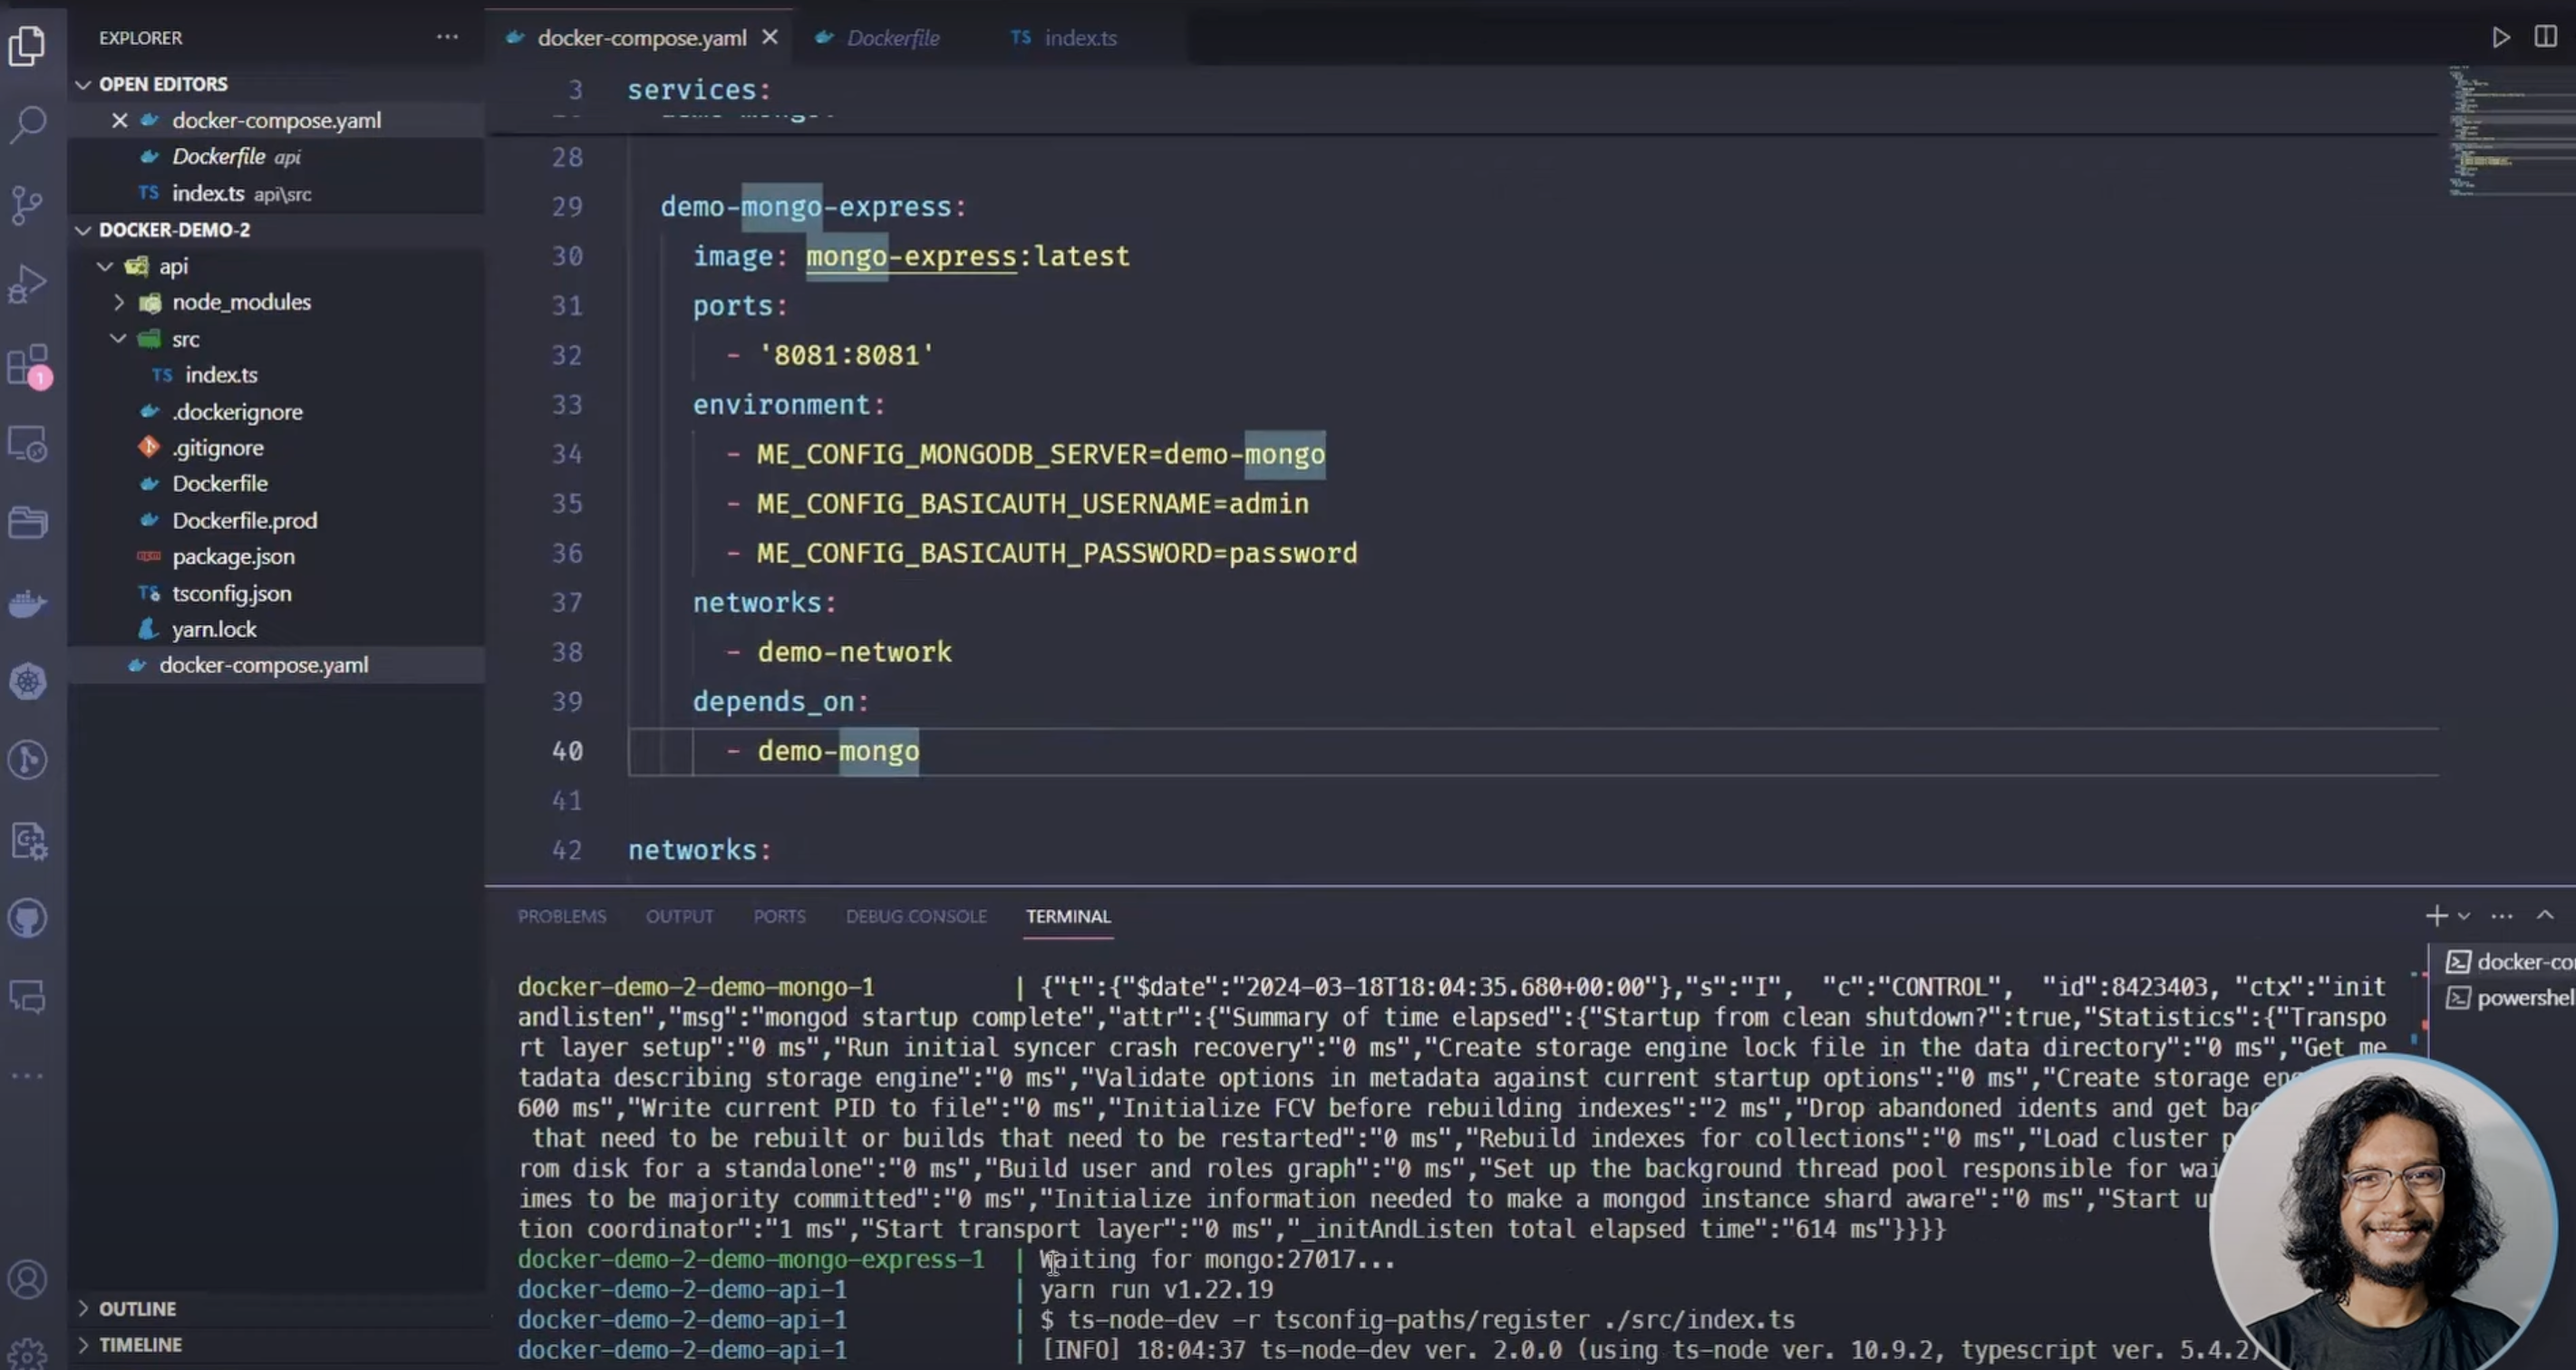 EXPLORER
OPEN EDITORS
docker-compose.yaml
Dockerfile api
index.ts api\src
DOCKER-DEMO-2
api
node_modules
src
index.ts
.dockerignore
.gitignore
Dockerfile
Dockerfile.prod
package.json
tsconfig.json
yarn.lock
docker-compose.yaml
OUTLINE
TIMELINE
1
docker-compose.yaml
Dockerfile
TS index.ts
3 services:
28
29 demo-mongo-express:
30 image: mongo-express:latest
31 ports:
32 - '8081:8081'
33 environment:
34 - ME_CONFIG_MONGODB_SERVER=demo-mongo
35 - ME_CONFIG_BASICAUTH_USERNAME=admin
36 - ME_CONFIG_BASICAUTH_PASSWORD=password
37 networks:
38 - demo-network
39 depends_on:
40 - demo-mongo
41
42 networks:
PROBLEMS OUTPUT PORTS DEBUG CONSOLE TERMINAL
docker-demo-2-demo-mongo-1 | {"t":{"$date":"2024-03-18T18:04:35.680+00:00"},"s":"I", "c":"CONTROL", "id":8423403, "ctx":"init
andlisten","msg":"mongod startup complete","attr":{"Summary of time elapsed":{"Startup from clean shutdown?":true,"Statistics":{"Transpo
rt layer setup":"0 ms","Run initial syncer crash recovery":"0 ms","Create storage engine lock file in the data directory":"0 ms","Get me
tadata describing storage engine":"0 ms","Validate options in metadata against current startup options":"0 ms","Create storage
600 ms","Write current PID to file":"0 ms","Initialize FCV before rebuilding indexes":"2 ms","Drop abandoned idents and get
that need to be rebuilt or builds that need to be restarted":"0 ms","Rebuild indexes for collections":"0 ms","Load cluster
rom disk for a standalone":"0 ms","Build user and roles graph":"0 ms","Set up the background thread pool responsible for
imes to be majority committed":"0 ms","Initialize information needed to make a mongod instance shard aware":"0 ms","Start
tion coordinator":"1 ms","Start transport layer":"0 ms","_initAndListen total elapsed time":"614 ms"}}}}
docker-demo-2-demo-mongo-express-1 | Waiting for mongo:27017...
docker-demo-2-demo-api-1 | yarn run v1.22.19
docker-demo-2-demo-api-1 | $ ts-node-dev -r tsconfig-paths/register ./src/index.ts
docker-demo-2-demo-api-1 | [INFO] 18:04:37 ts-node-dev ver. 2.0.0 (using ts-node ver. 10.9.2, typescript ver. 5.4.2)
docker-co
powershel